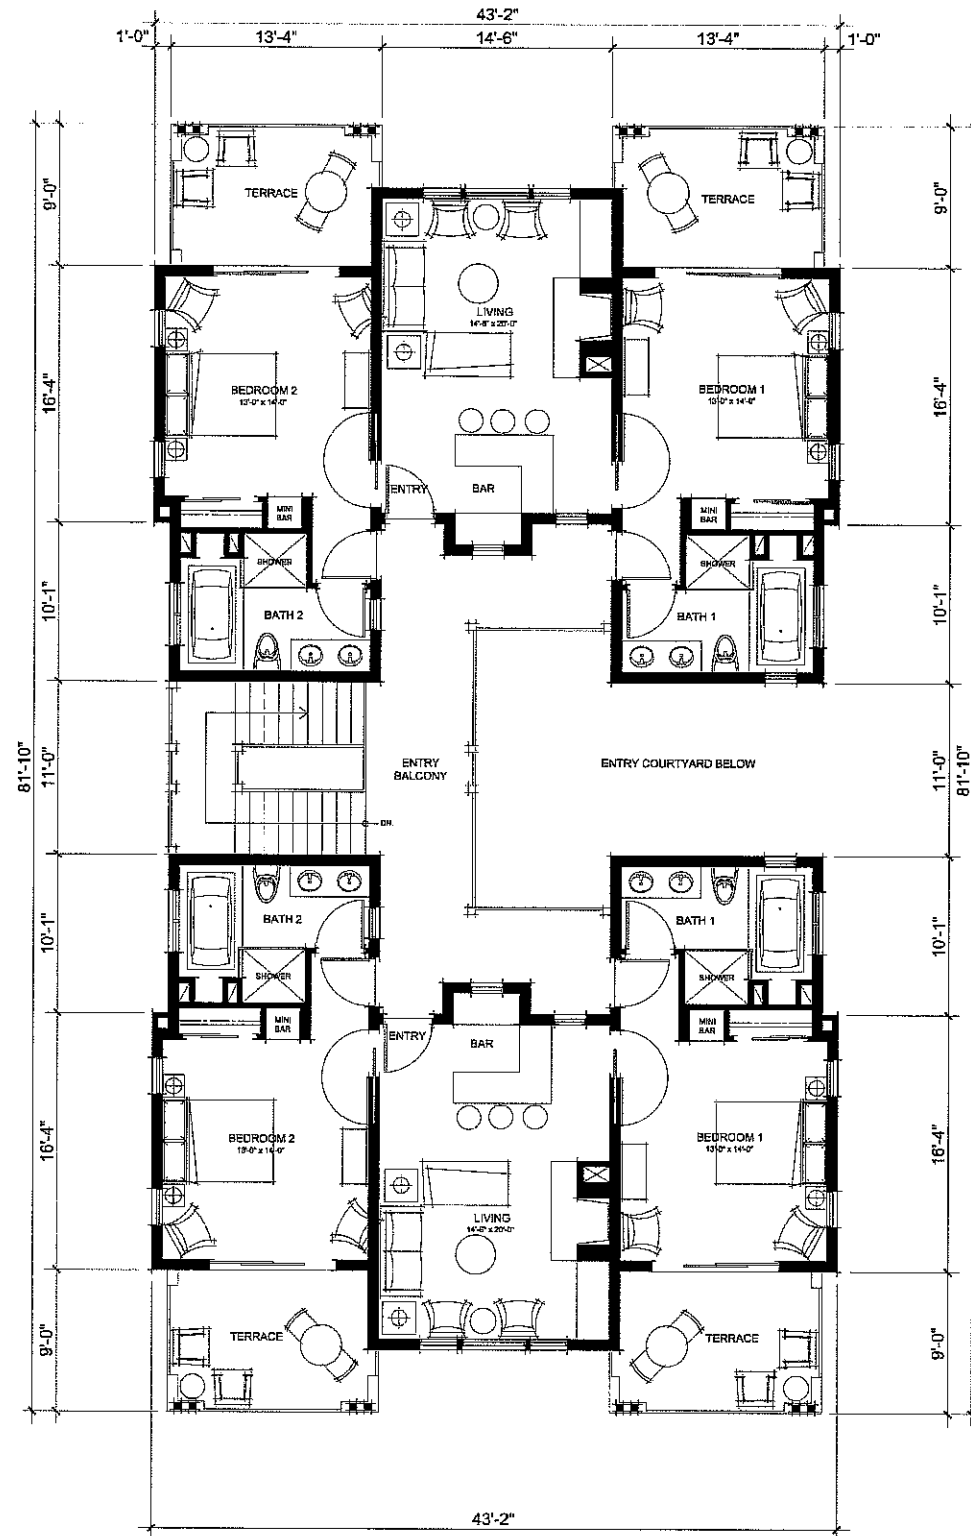 43'-2"
1'-0" 13'-4" 14'-6" 13'-4" 1'-0"
9'-0" TERRACE TERRACE 9'-0"
LIVING
14'-6" x 20'-0"
16'-4" BEDROOM 2 BEDROOM 1 16'-4"
13'-0" x 14'-0" 13'-0" x 14'-0"
ENTRY BAR
MINI BAR MINI BAR
SHOWER SHOWER
10'-1" BATH 2 BATH 1 10'-1"
81'-10" 11'-0" ENTRY BALCONY ENTRY COURTYARD BELOW 11'-0" 81'-10"
DN.
10'-1" BATH 2 BATH 1 10'-1"
SHOWER SHOWER
MINI BAR MINI BAR
ENTRY BAR
16'-4" BEDROOM 2 BEDROOM 1 16'-4"
13'-0" x 14'-0" 13'-0" x 14'-0"
LIVING
14'-6" x 20'-0"
9'-0" TERRACE TERRACE 9'-0"
43'-2"